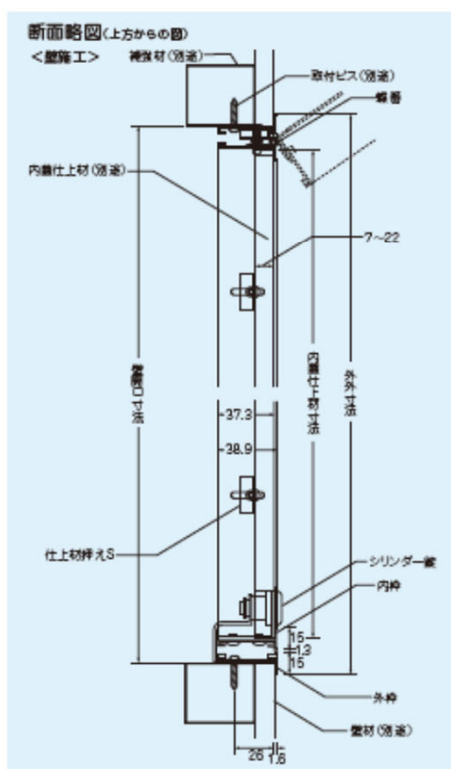 断面略図(上方からの図)
<壁施工>
補強材(別途)
取付ビス(別途)
蝶番
内蓋仕上材(別途)
7~22
壁開口寸法
内蓋仕上材寸法
外外寸法
37.3
38.9
仕上材押えS
シリンダー錠
内枠
15
1.3
15
外枠
壁材(別途)
26
1.6